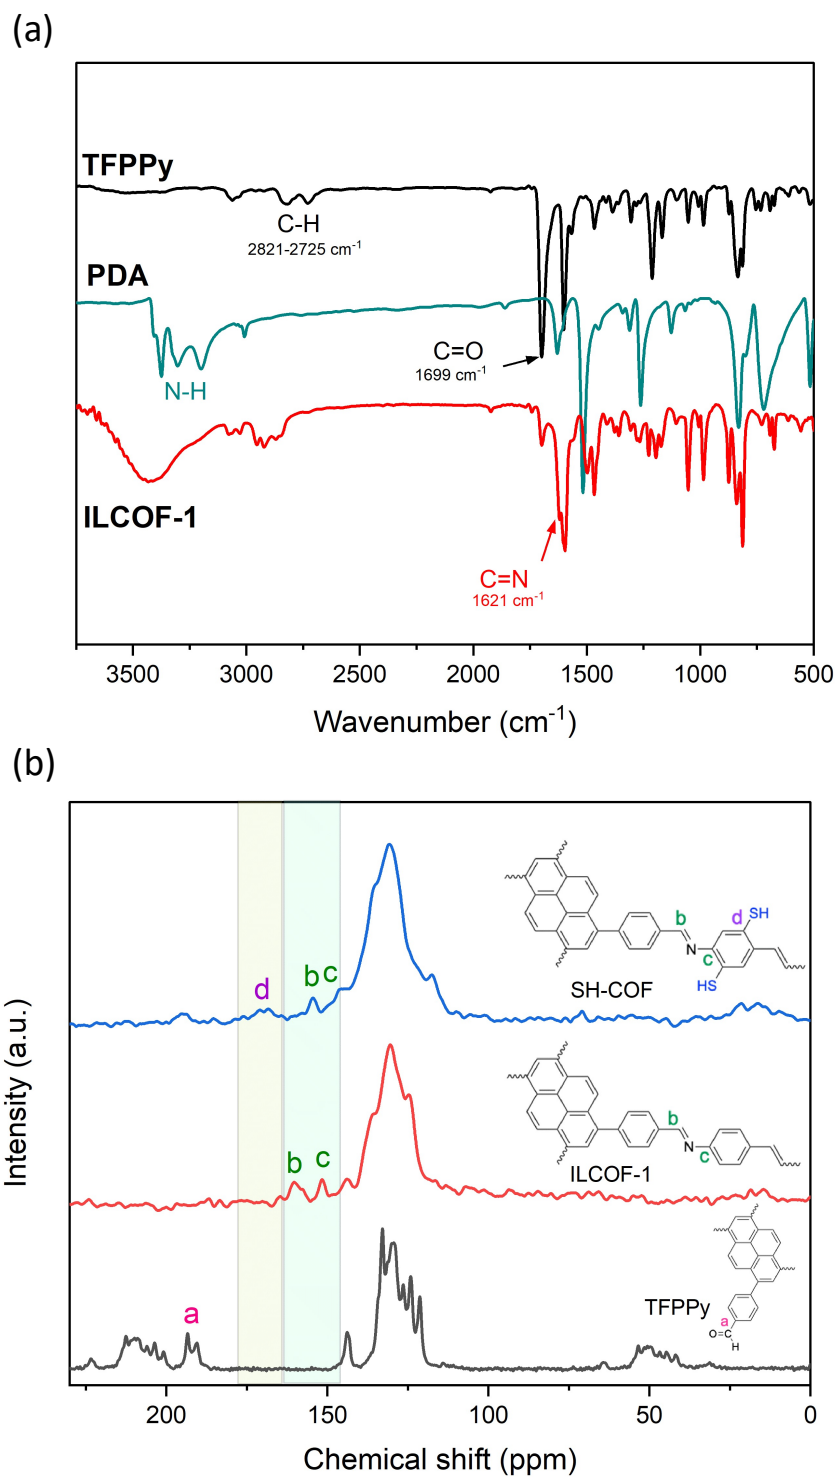 (a)
TFPPy
C-H
2821-2725 cm⁻¹
PDA
N-H
C=O
1699 cm⁻¹
ILCOF-1
C=N
1621 cm⁻¹
3500 3000 2500 2000 1500 1000 500
Wavenumber (cm⁻¹)
(b)
Intensity (a.u.)
d
b
c
b
d
SH
N
c
HS
SH-COF
b
c
b
N
c
ILCOF-1
a
TFPPy
a
O
C
H
200 150 100 50 0
Chemical shift (ppm)